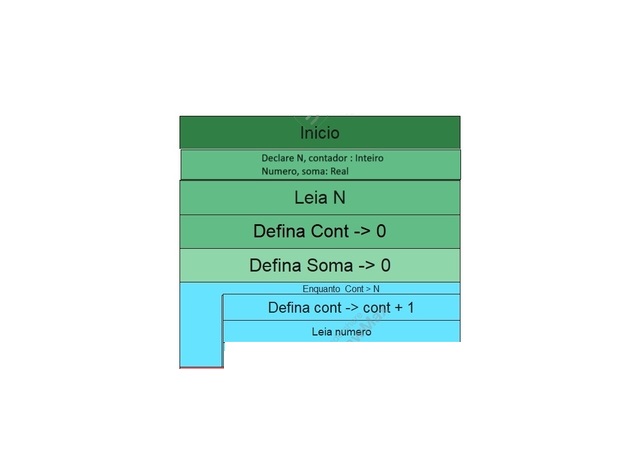 Inicio
Declare N, contador : Inteiro
Numero, soma: Real
Leia N
Defina Cont -> 0
Defina Soma -> 0
Enquanto Cont > N
Defina cont -> cont + 1
Leia numero